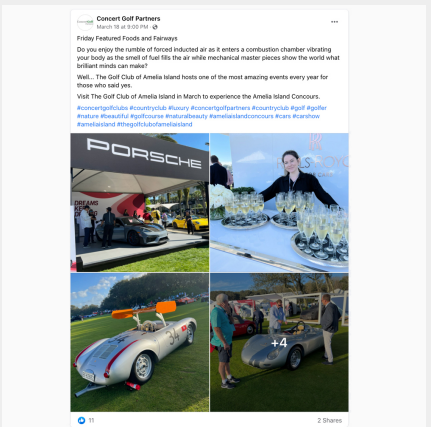 Concert Golf Partners
March 16 at 9:00 PM ·
Friday Featured Foods and Fairways
Do you enjoy the rumble of forced inducted air as it enters a combustion chamber vibrating
your body as the smell of fuel fills the air while mechanical master pieces show the world what
brilliant minds can make?
Well... The Golf Club of Amelia Island hosts one of the most amazing events every year for
those who said yes.
Visit The Golf Club of Amelia Island in March to experience the Amelia Island Concours.
#concertgolfclubs #countryclub #luxury #concertgolfpartners #countryclub #golf #golfer
#nature #beautiful #golfcourse #naturalbeauty #ameliaislandconcours #cars #carshow
#ameliaisland #thegolfclubofameliaisland
PORSCHE
DREAMS
34
+4
11
2 Shares